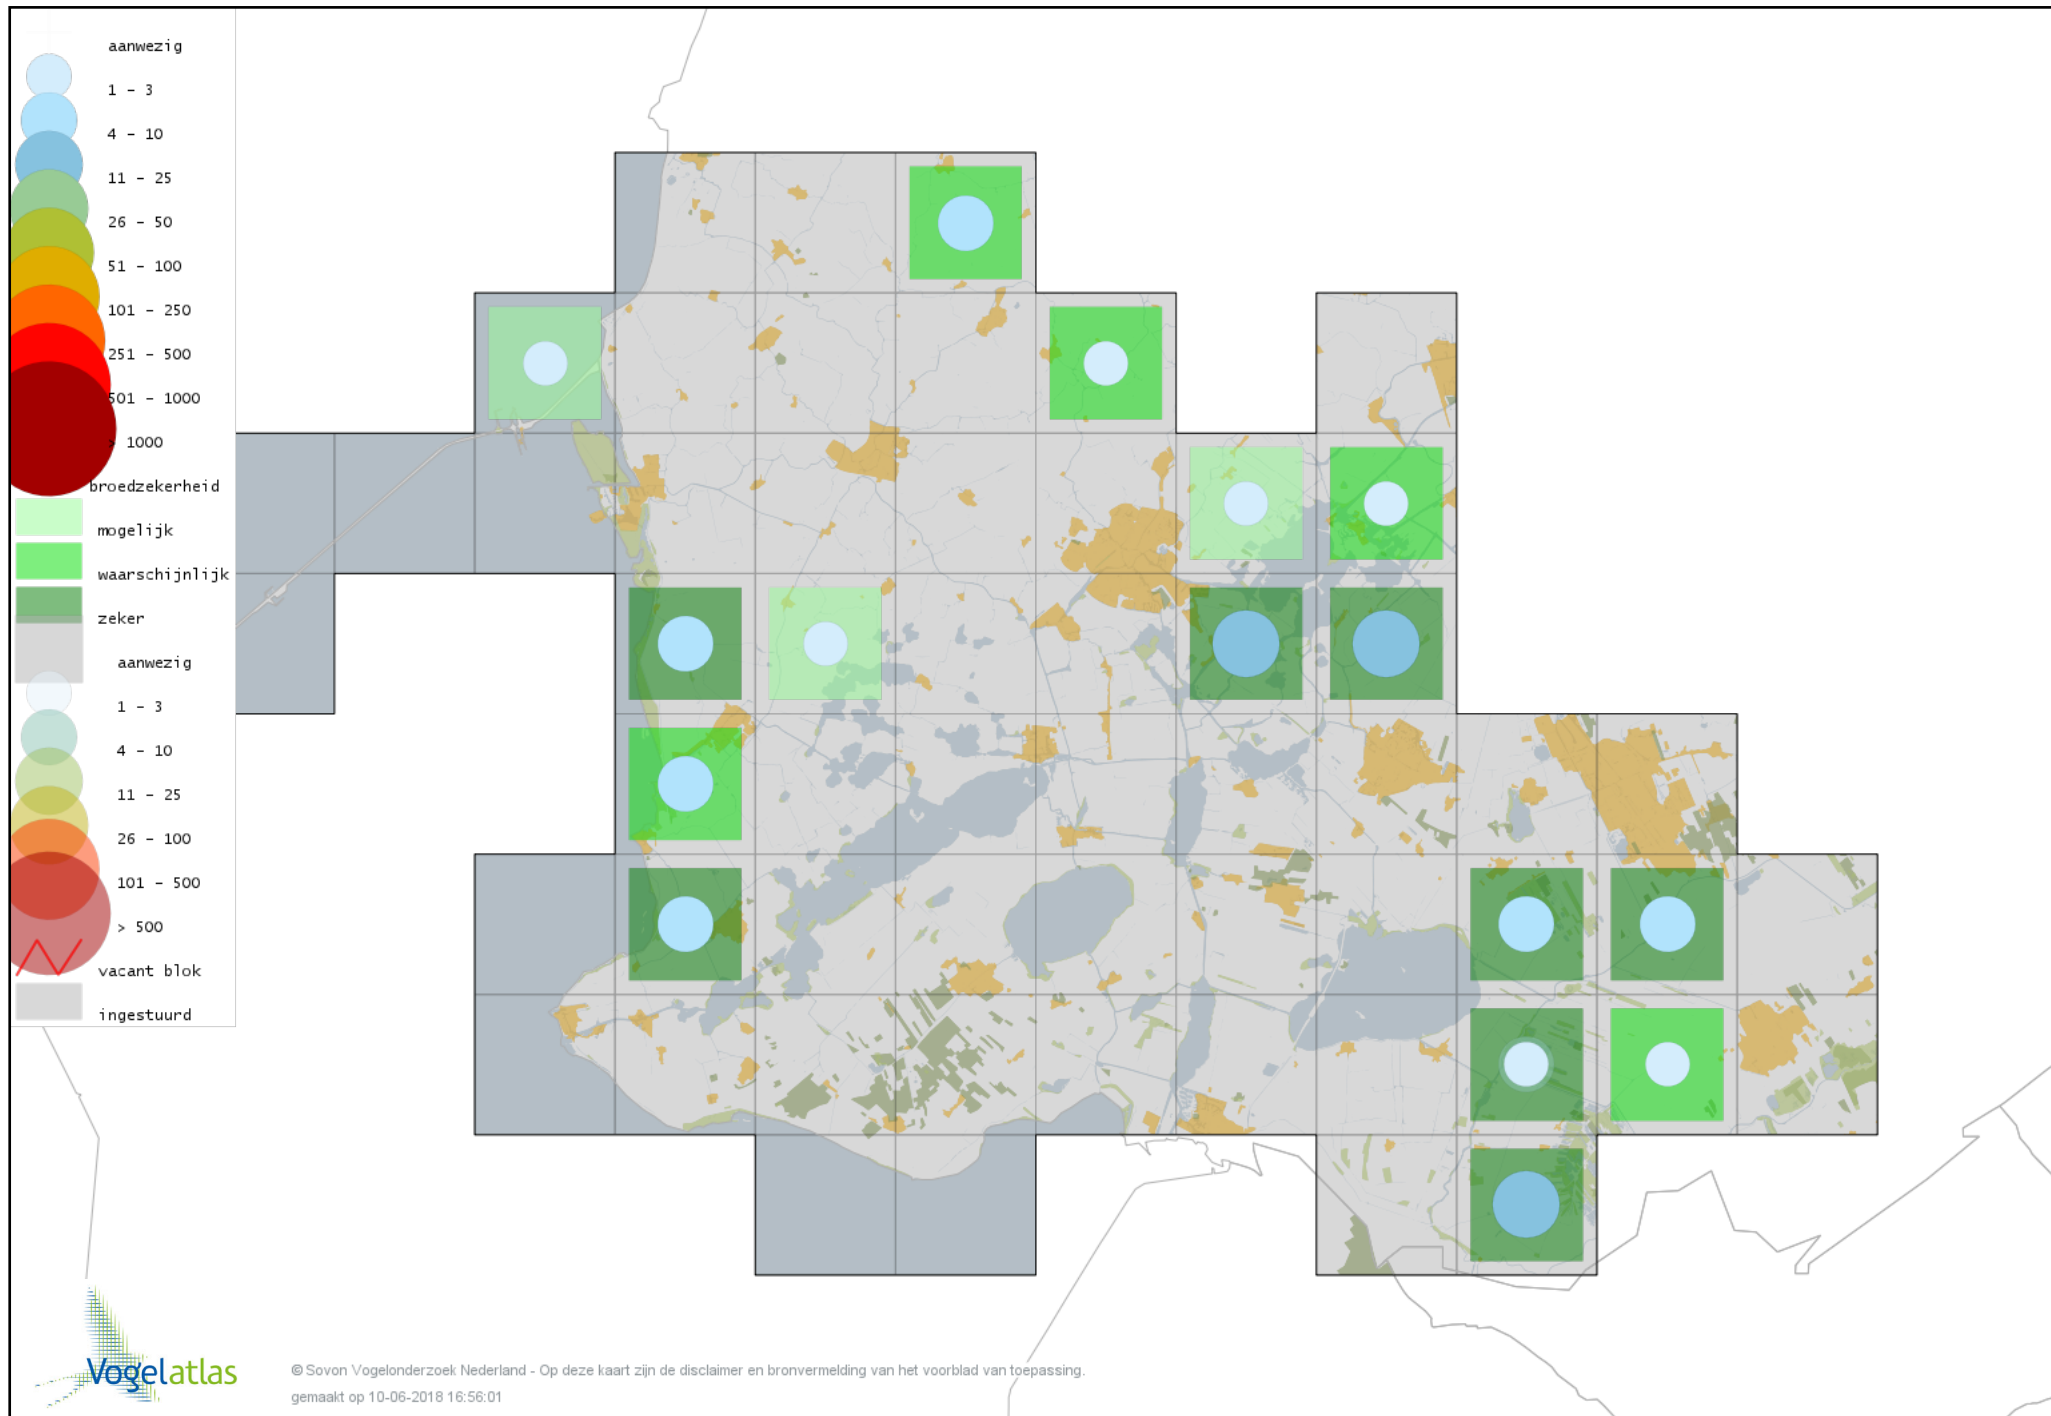 aanwezig
1 - 3
4 - 10
11 - 25
26 - 50
51 - 100
101 - 250
251 - 500
501 - 1000
> 1000
broedzekerheid
mogelijk
waarschijnlijk
zeker
aanwezig
1 - 3
4 - 10
11 - 25
26 - 100
101 - 500
> 500
vacant blok
ingestuurd
Vogelatlas
© Sovon Vogelonderzoek Nederland - Op deze kaart zijn de disclaimer en bronvermelding van het voorblad van toepassing.
gemaakt op 10-06-2018 16:56:01